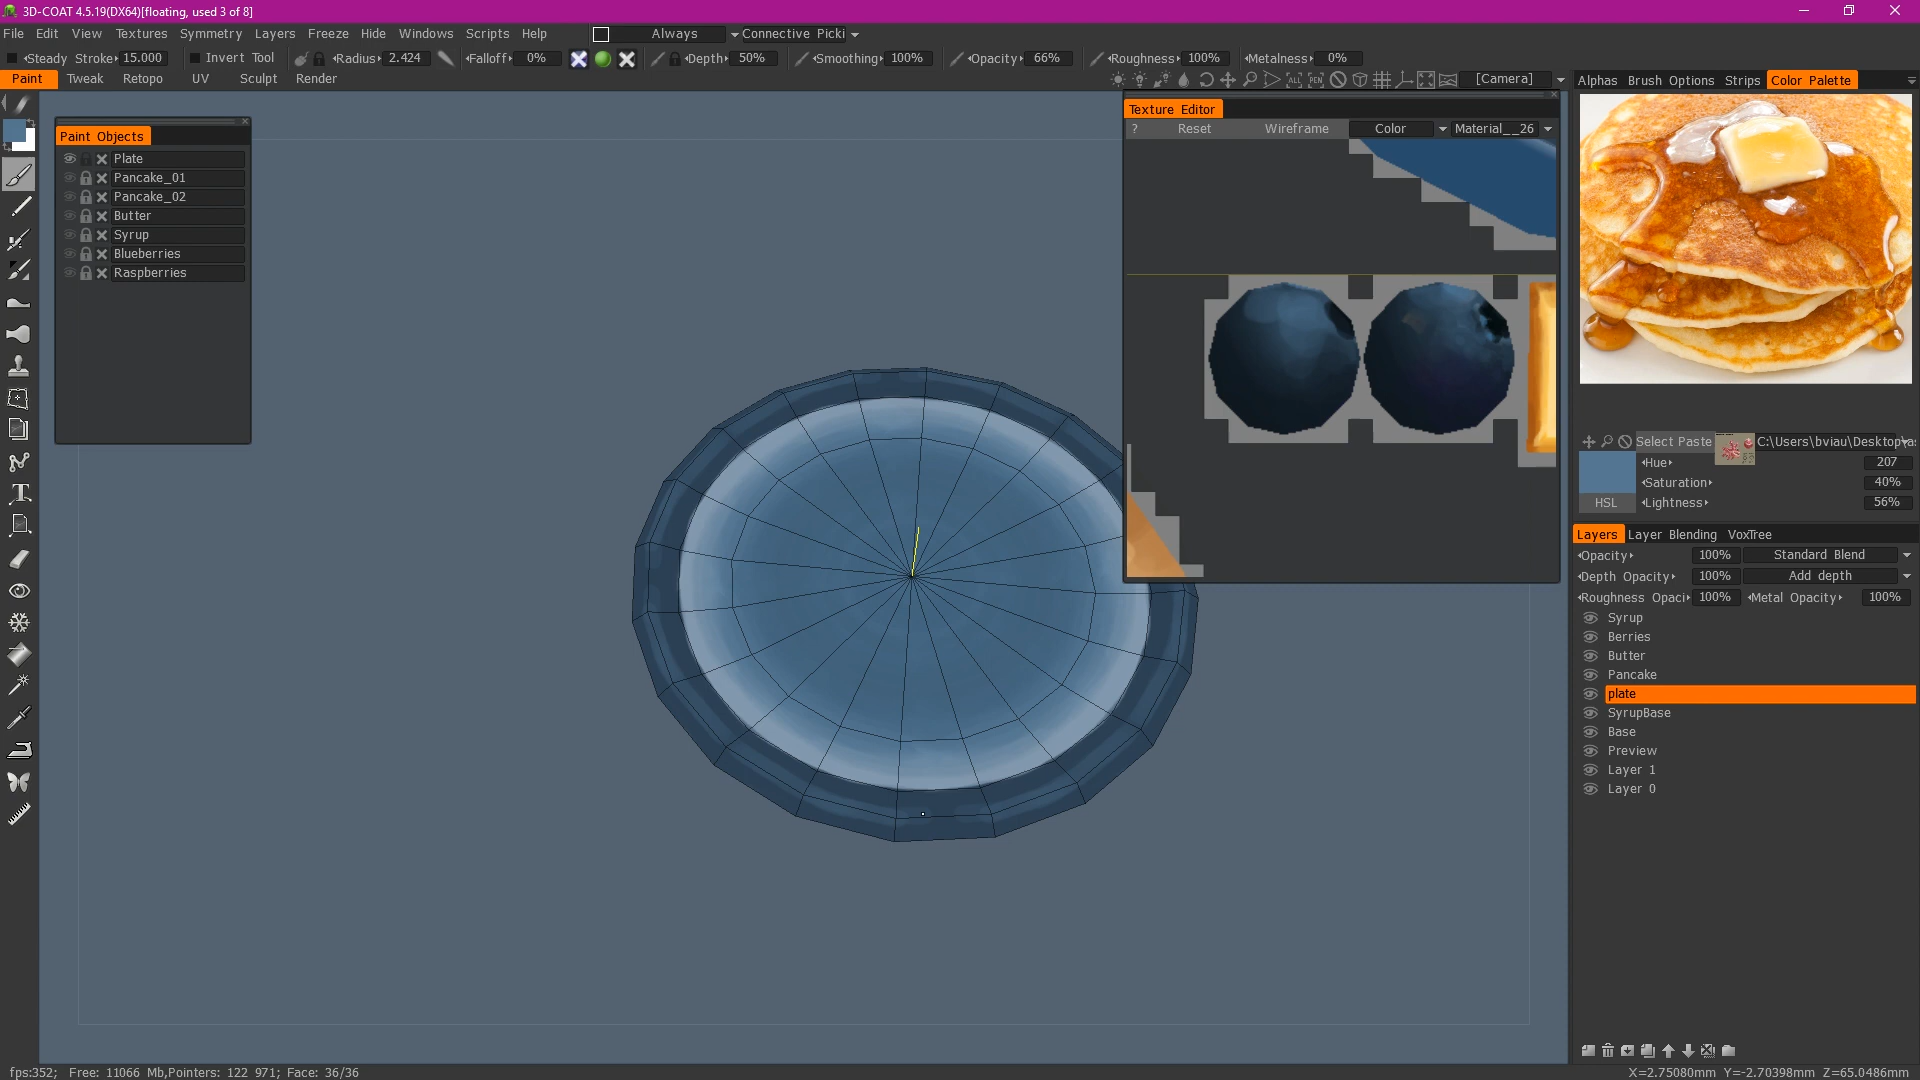 3D-COAT 4.5.19(DX64)[floating, used 3 of 8]
File Edit View Textures Symmetry Layers Freeze Hide Windows Scripts Help Always Connective Picki
Steady Stroke 15.000 Invert Tool Radius 2.424 Falloff 0% Depth 50% Smoothing 100% Opacity 66% Roughness 100% Metalness 0%
Paint Tweak Retopo UV Sculpt Render [Camera] Alphas Brush Options Strips Color Palette
Paint Objects
Plate
Pancake_01
Pancake_02
Butter
Syrup
Blueberries
Raspberries
Texture Editor
? Reset Wireframe Color Material__26
ALL PEN
Select Paste C:\Users\bviau\Desktop\as
Hue 207
Saturation 40%
HSL Lightness 56%
Layers Layer Blending VoxTree
Opacity 100% Standard Blend
Depth Opacity 100% Add depth
Roughness Opaci 100% Metal Opacity 100%
Syrup
Berries
Butter
Pancake
plate
SyrupBase
Base
Preview
Layer 1
Layer 0
fps:352; Free: 11066 Mb,Pointers: 122 971; Face: 36/36 X=2.75080mm Y=-2.70398mm Z=65.0486mm